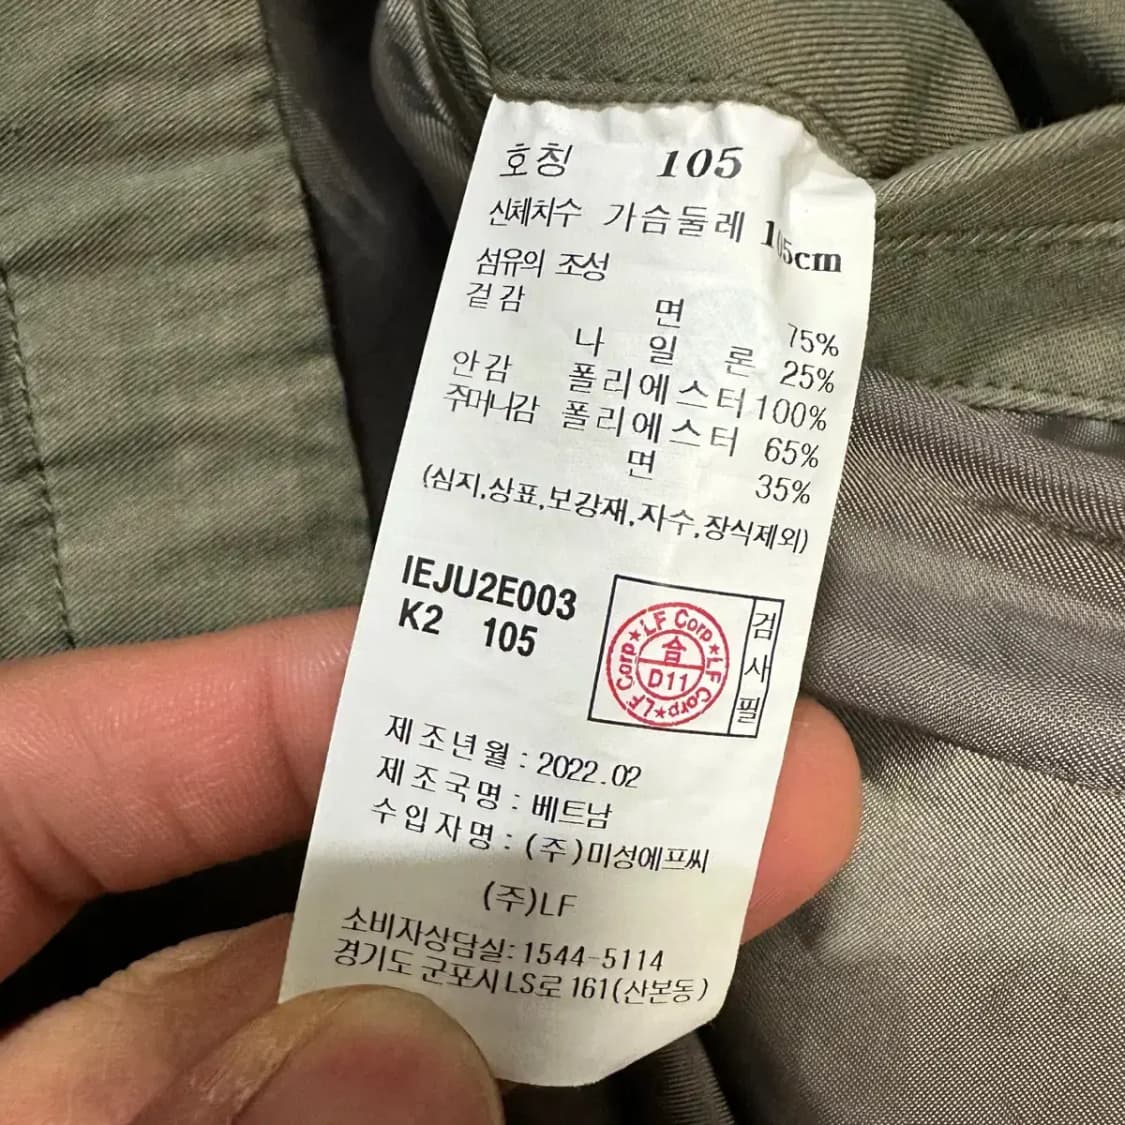 호칭 105
신체치수 가슴둘레 105cm
섬유의 조성
겉감 면 75%
나일론 25%
안감 폴리에스터 100%
주머니감 폴리에스터 65%
면 35%
(심지,상표,보강재,자수,장식제외)
IEJU2E003
K2 105
LF Corp★LF Corp★LF Corp★
合
D11
검사필
제조년월 : 2022.02
제조국명 : 베트남
수입자명 : (주)미성에프씨
(주)LF
소비자상담실: 1544-5114
경기도 군포시 LS로 161(산본동)